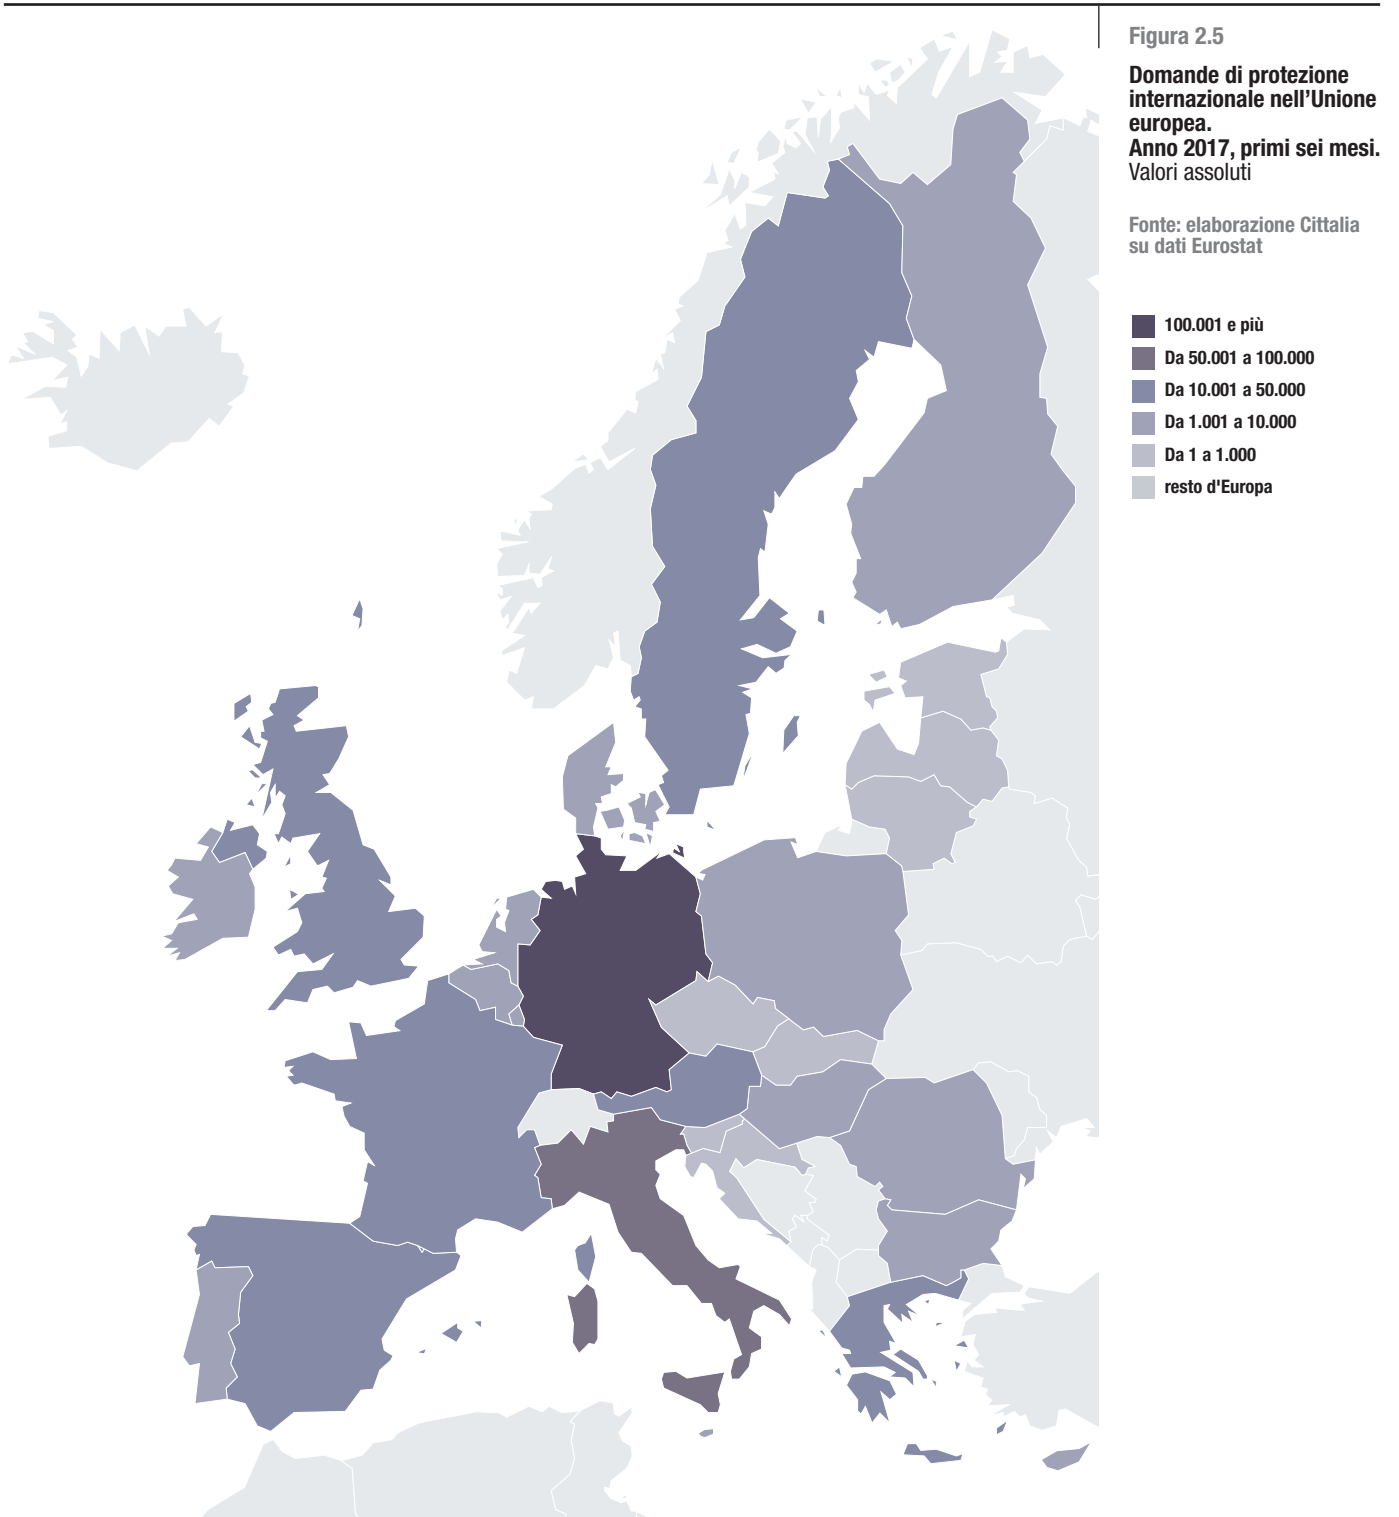 Figura 2.5
Domande di protezione
internazionale nell'Unione
europea.
Anno 2017, primi sei mesi.
Valori assoluti
Fonte: elaborazione Cittalia
su dati Eurostat
100.001 e più
Da 50.001 a 100.000
Da 10.001 a 50.000
Da 1.001 a 10.000
Da 1 a 1.000
resto d'Europa